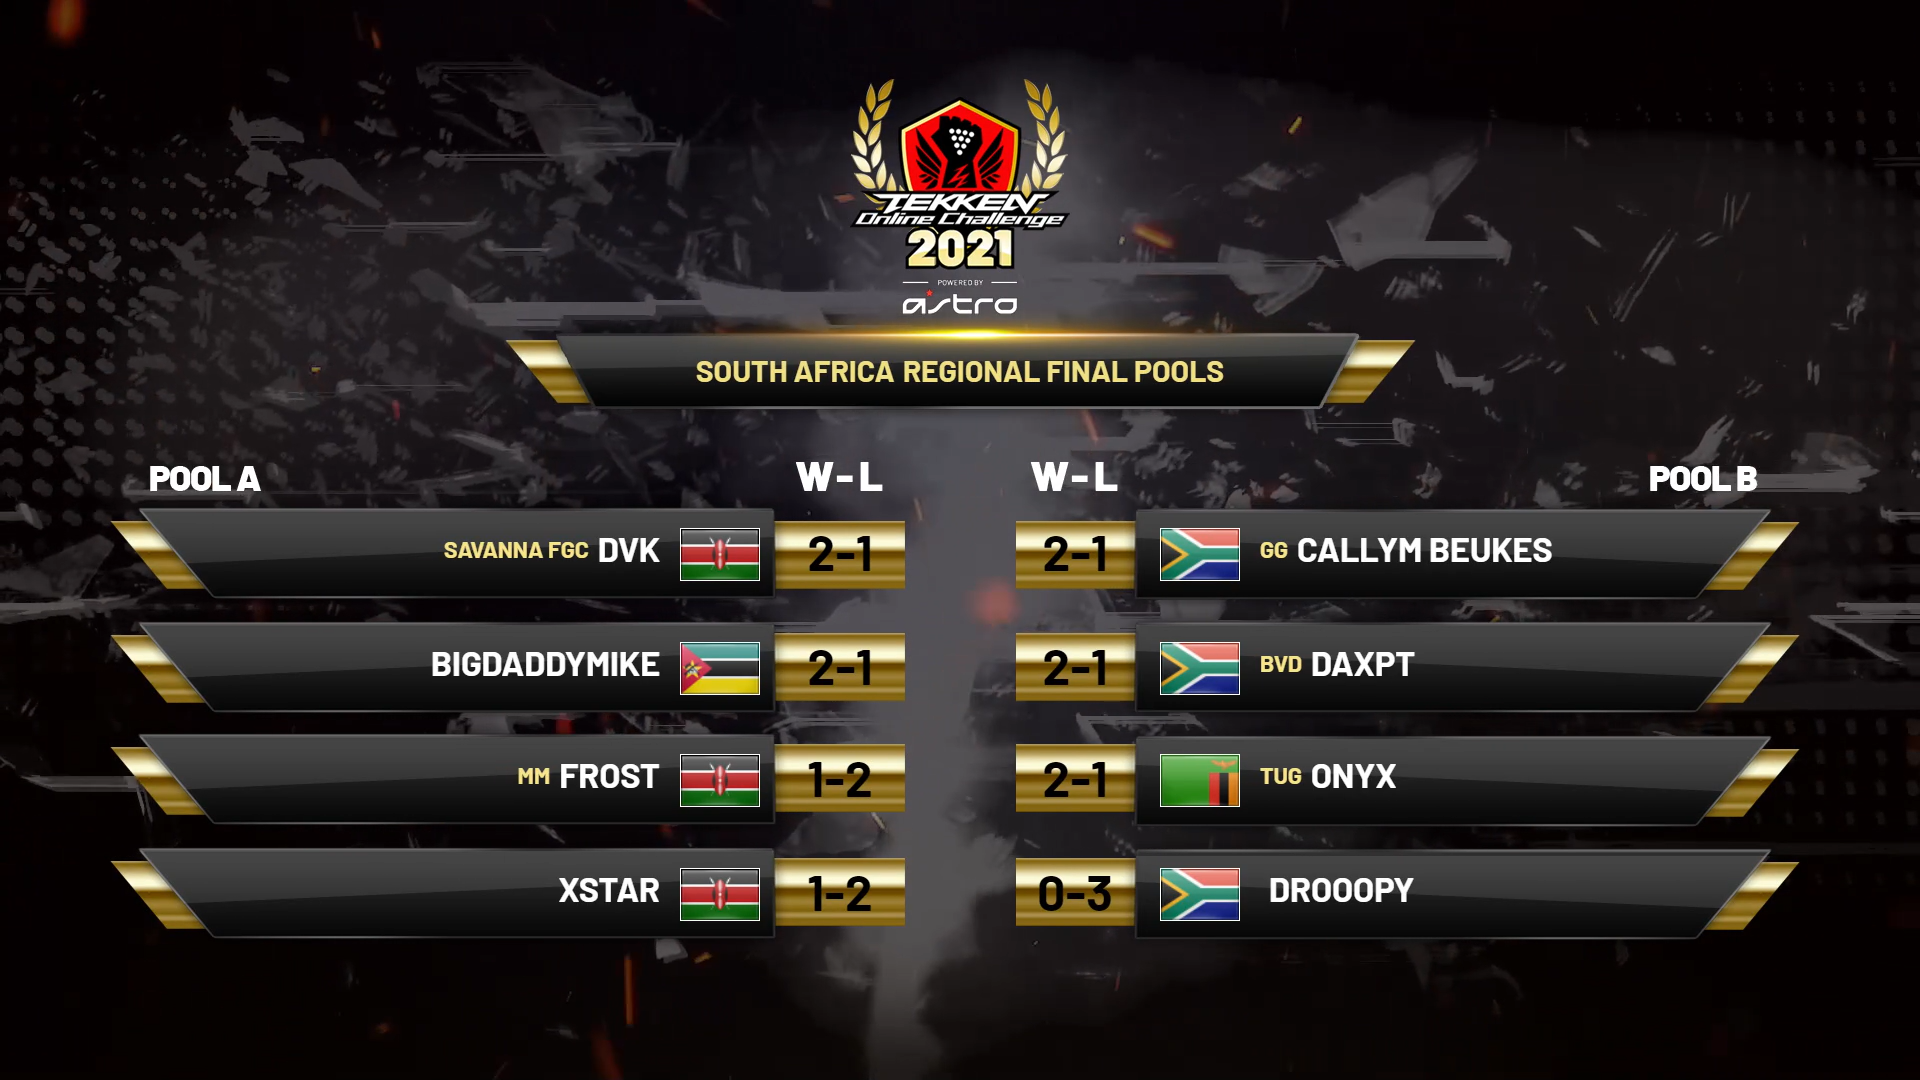 TEKKEN
Online Challenge
2021
POWERED BY
astro
SOUTH AFRICA REGIONAL FINAL POOLS
POOL A W-L W-L POOL B
SAVANNA FGC DVK 2-1 2-1 GG CALLYM BEUKES
BIGDADDYMIKE 2-1 2-1 BVD DAXPT
MM FROST 1-2 2-1 TUG ONYX
XSTAR 1-2 0-3 DROOOPY